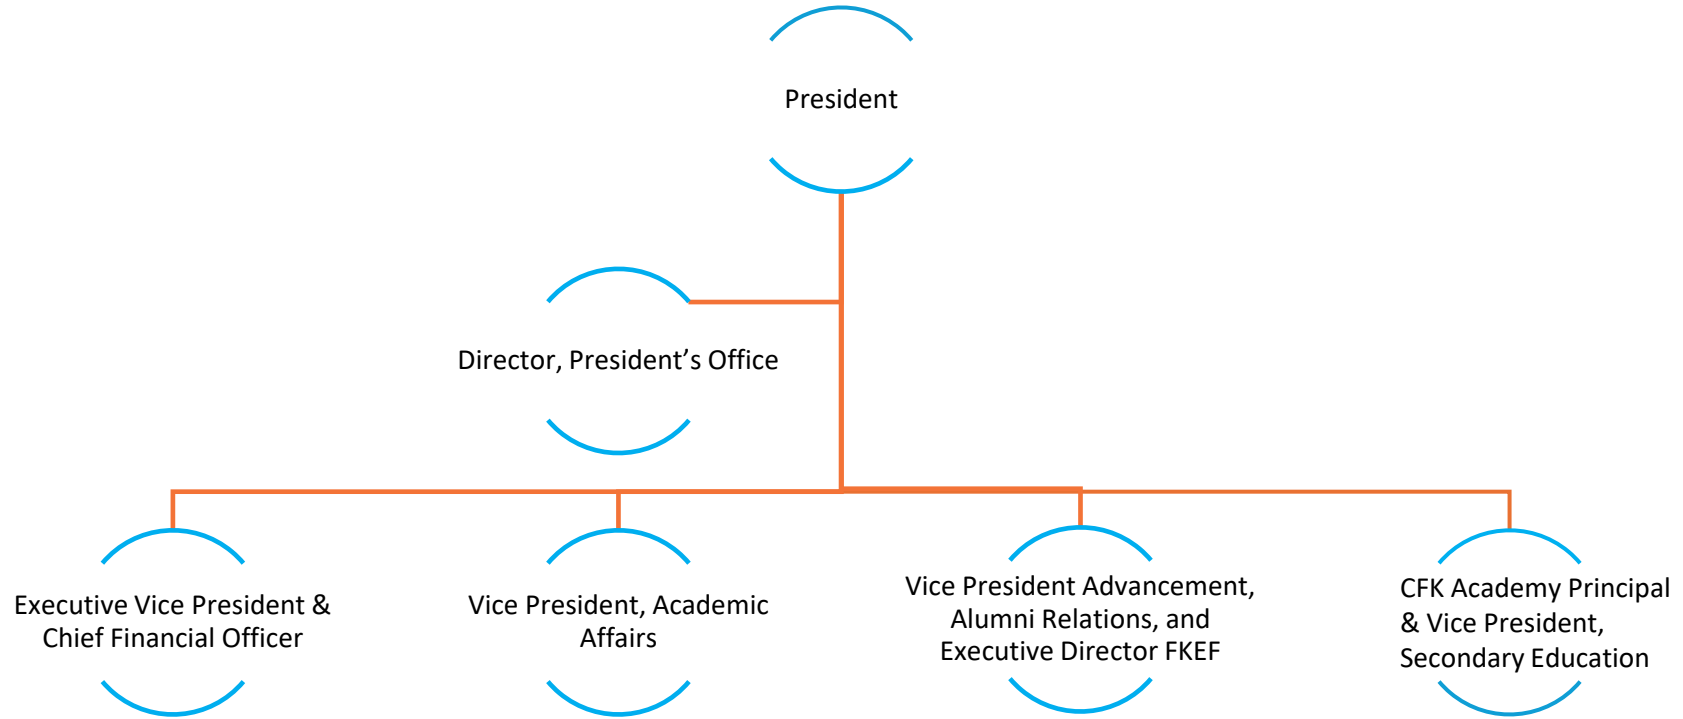 President
Director, President’s Office
Executive Vice President &
Chief Financial Officer
Vice President, Academic
Affairs
Vice President Advancement,
Alumni Relations, and
Executive Director FKEF
CFK Academy Principal
& Vice President,
Secondary Education